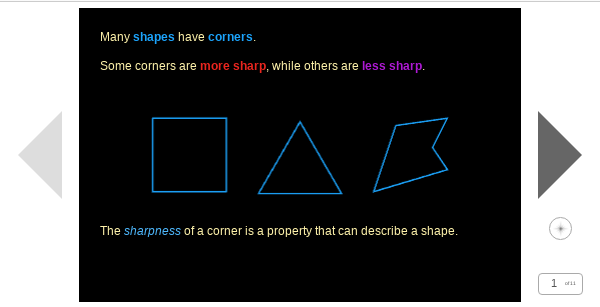 Many shapes have corners.
Some corners are more sharp, while others are less sharp.
The sharpness of a corner is a property that can describe a shape.
1 of 11